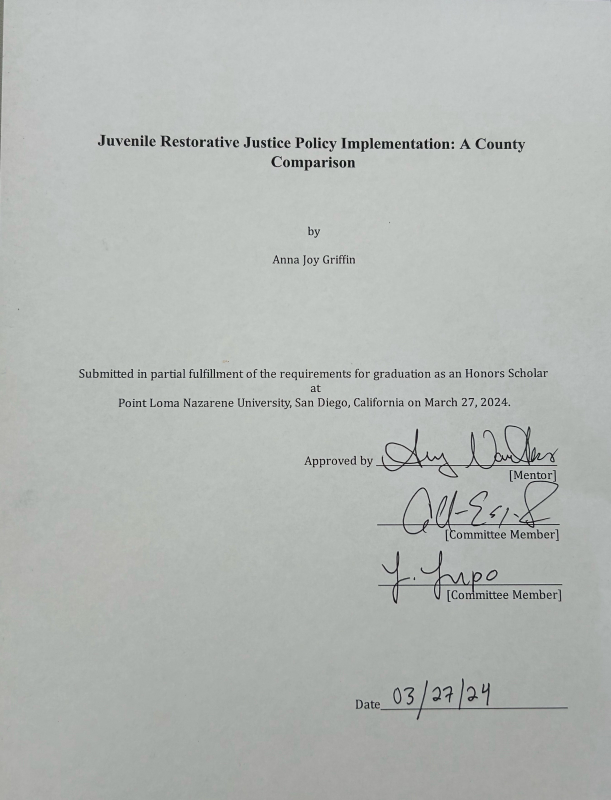 Juvenile Restorative Justice Policy Implementation: A County
Comparison
by
Anna Joy Griffin
Submitted in partial fulfillment of the requirements for graduation as an Honors Scholar
at
Point Loma Nazarene University, San Diego, California on March 27, 2024.
Approved by
[Mentor]
[Committee Member]
[Committee Member]
Date 03/27/24